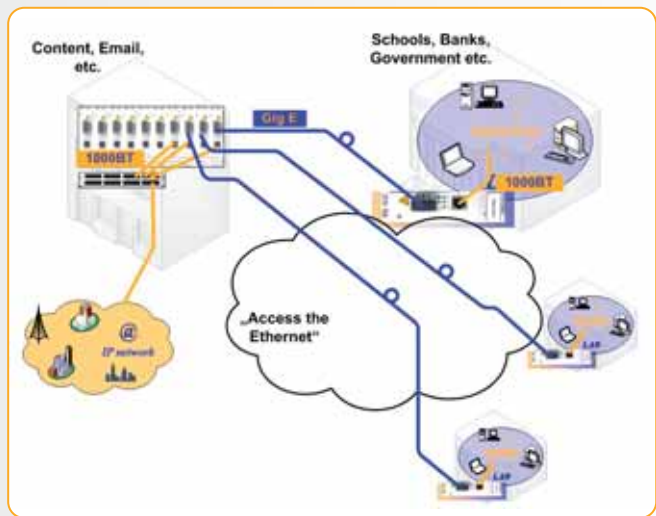 Content, Email,
etc.
Schools, Banks,
Government etc.
Gig E
1000BT
1000BT
„Access the
Ethernet“
@
IP network
LAN
LAN